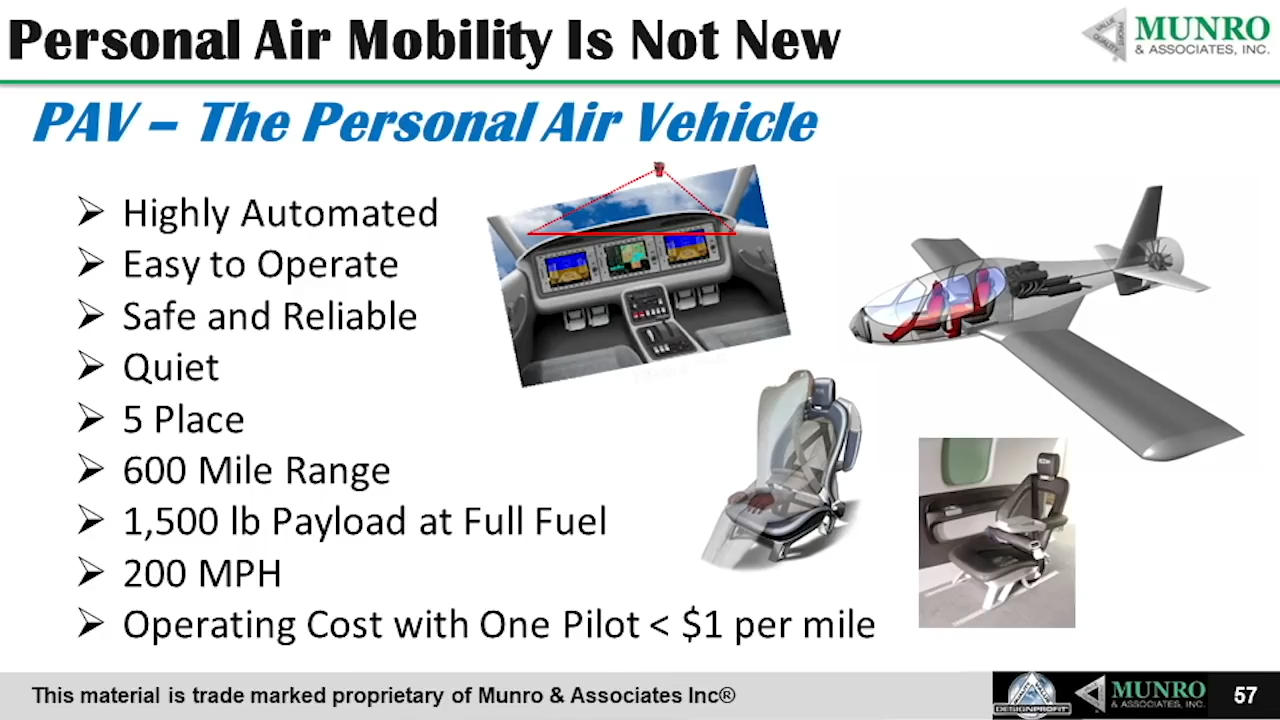 Personal Air Mobility Is Not New
MUNRO
& ASSOCIATES, INC.
PAV – The Personal Air Vehicle
Highly Automated
Easy to Operate
Safe and Reliable
Quiet
5 Place
600 Mile Range
1,500 lb Payload at Full Fuel
200 MPH
Operating Cost with One Pilot < $1 per mile
This material is trade marked proprietary of Munro & Associates Inc®
DESIGNPROFIT
MUNRO
& ASSOCIATES, INC.
57